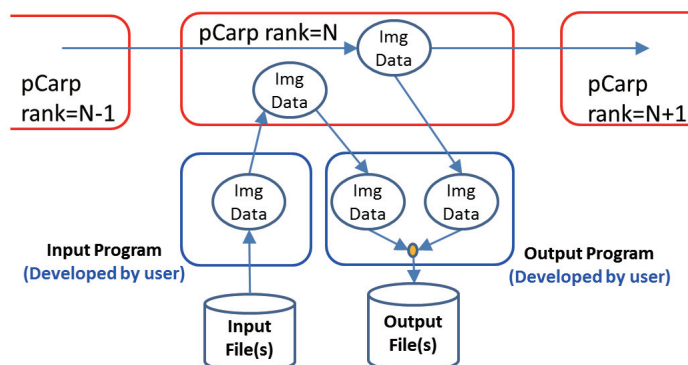 pCarp rank=N
Img
Data
Img
Data
pCarp
rank=N-1
pCarp
rank=N+1
Img
Data
Img
Data
Img
Data
Input Program
(Developed by user)
Output Program
(Developed by user)
Input
File(s)
Output
File(s)